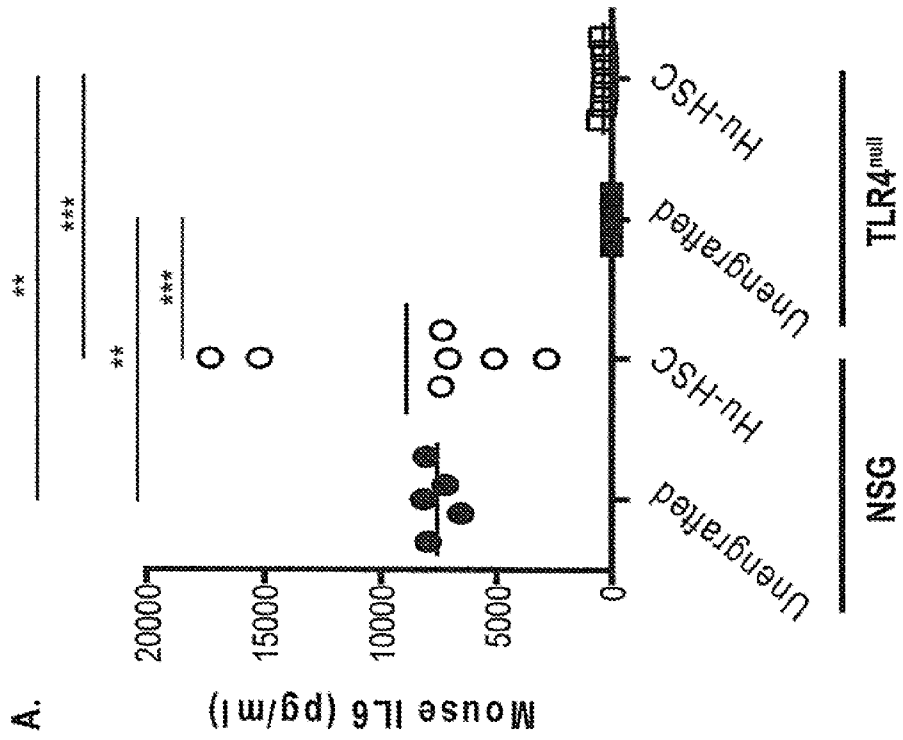 A.
**
***
**
***
Mouse IL6 (pg/ml)
20000
15000
10000
5000
0
Unengrafted
Hu-HSC
Unengrafted
Hu-HSC
NSG
TLR4null